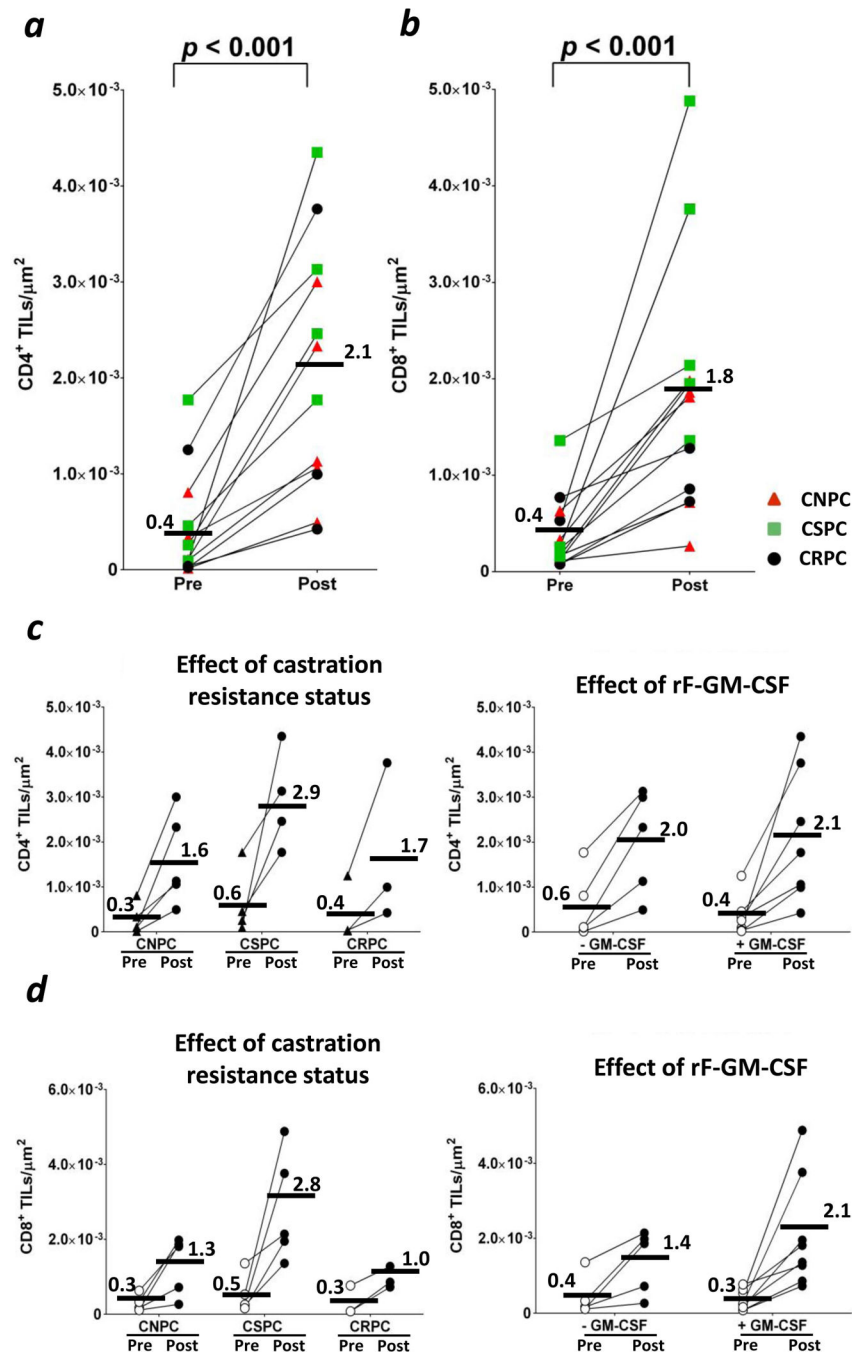 a
p < 0.001
5.0×10⁻³
4.0×10⁻³
3.0×10⁻³
2.0×10⁻³
1.0×10⁻³
0
CD4⁺ TILs/μm²
0.4
2.1
Pre
Post
b
p < 0.001
5.0×10⁻³
4.0×10⁻³
3.0×10⁻³
2.0×10⁻³
1.0×10⁻³
0
CD8⁺ TILs/μm²
0.4
1.8
Pre
Post
CNPC
CSPC
CRPC
c
Effect of castration
resistance status
5.0×10⁻³
4.0×10⁻³
3.0×10⁻³
2.0×10⁻³
1.0×10⁻³
0
CD4⁺ TILs/μm²
0.3
1.6
0.6
2.9
0.4
1.7
CNPC CSPC CRPC
Pre Post Pre Post Pre Post
Effect of rF-GM-CSF
5.0×10⁻³
4.0×10⁻³
3.0×10⁻³
2.0×10⁻³
1.0×10⁻³
0
CD4⁺ TILs/μm²
0.6
2.0
0.4
2.1
- GM-CSF + GM-CSF
Pre Post Pre Post
d
Effect of castration
resistance status
6.0×10⁻³
4.0×10⁻³
2.0×10⁻³
0
CD8⁺ TILs/μm²
0.3
1.3
0.5
2.8
0.3
1.0
CNPC CSPC CRPC
Pre Post Pre Post Pre Post
Effect of rF-GM-CSF
6.0×10⁻³
4.0×10⁻³
2.0×10⁻³
0
CD8⁺ TILs/μm²
0.4
1.4
0.3
2.1
- GM-CSF + GM-CSF
Pre Post Pre Post